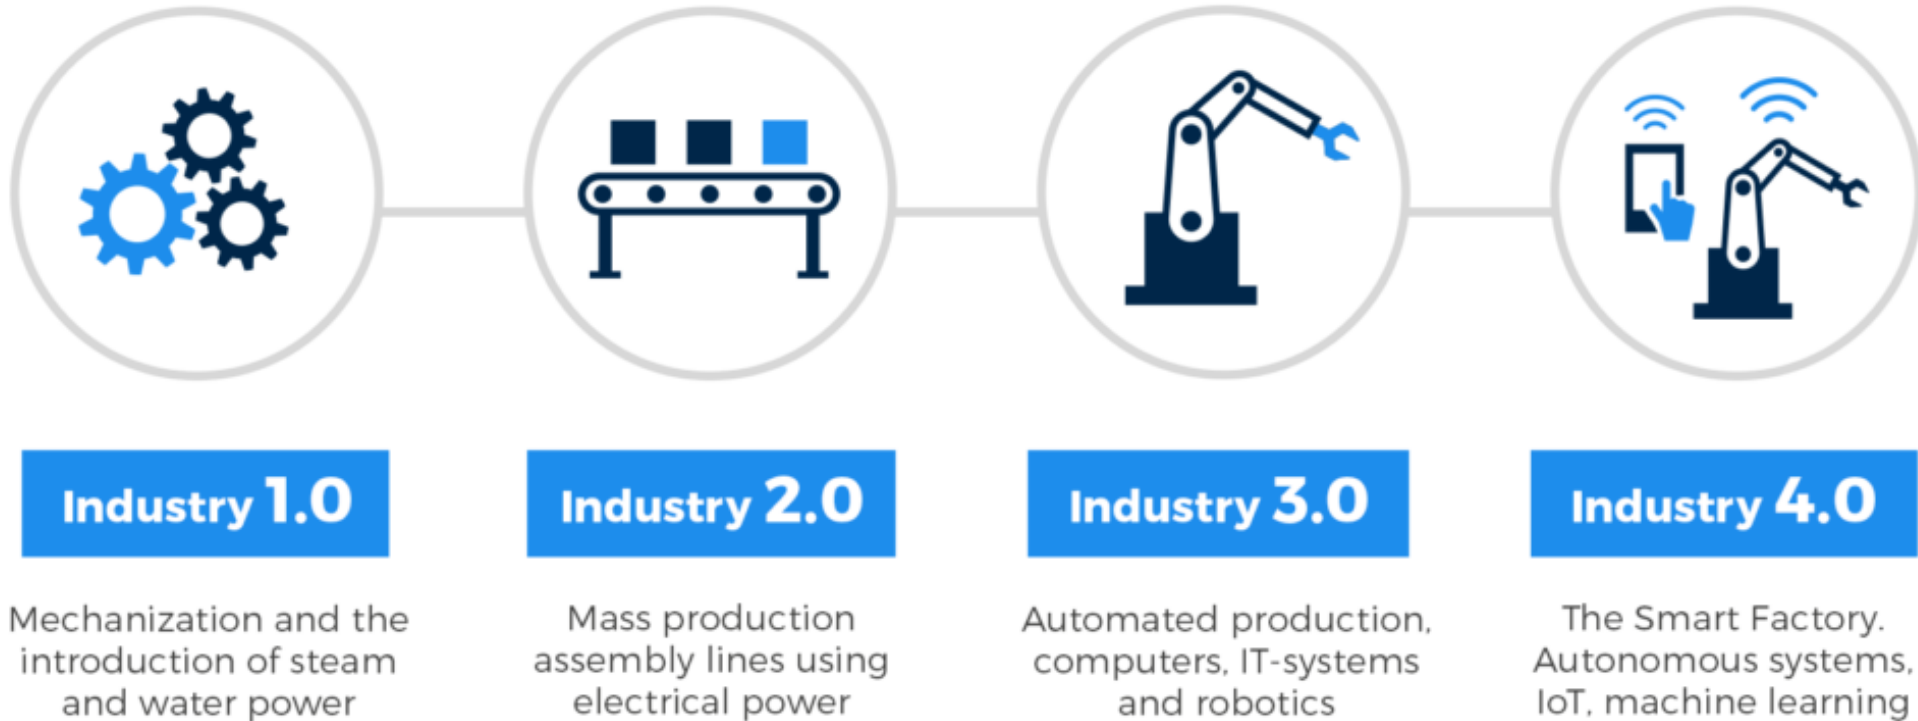 Industry 1.0
Mechanization and the
introduction of steam
and water power
Industry 2.0
Mass production
assembly lines using
electrical power
Industry 3.0
Automated production,
computers, IT-systems
and robotics
Industry 4.0
The Smart Factory.
Autonomous systems,
IoT, machine learning